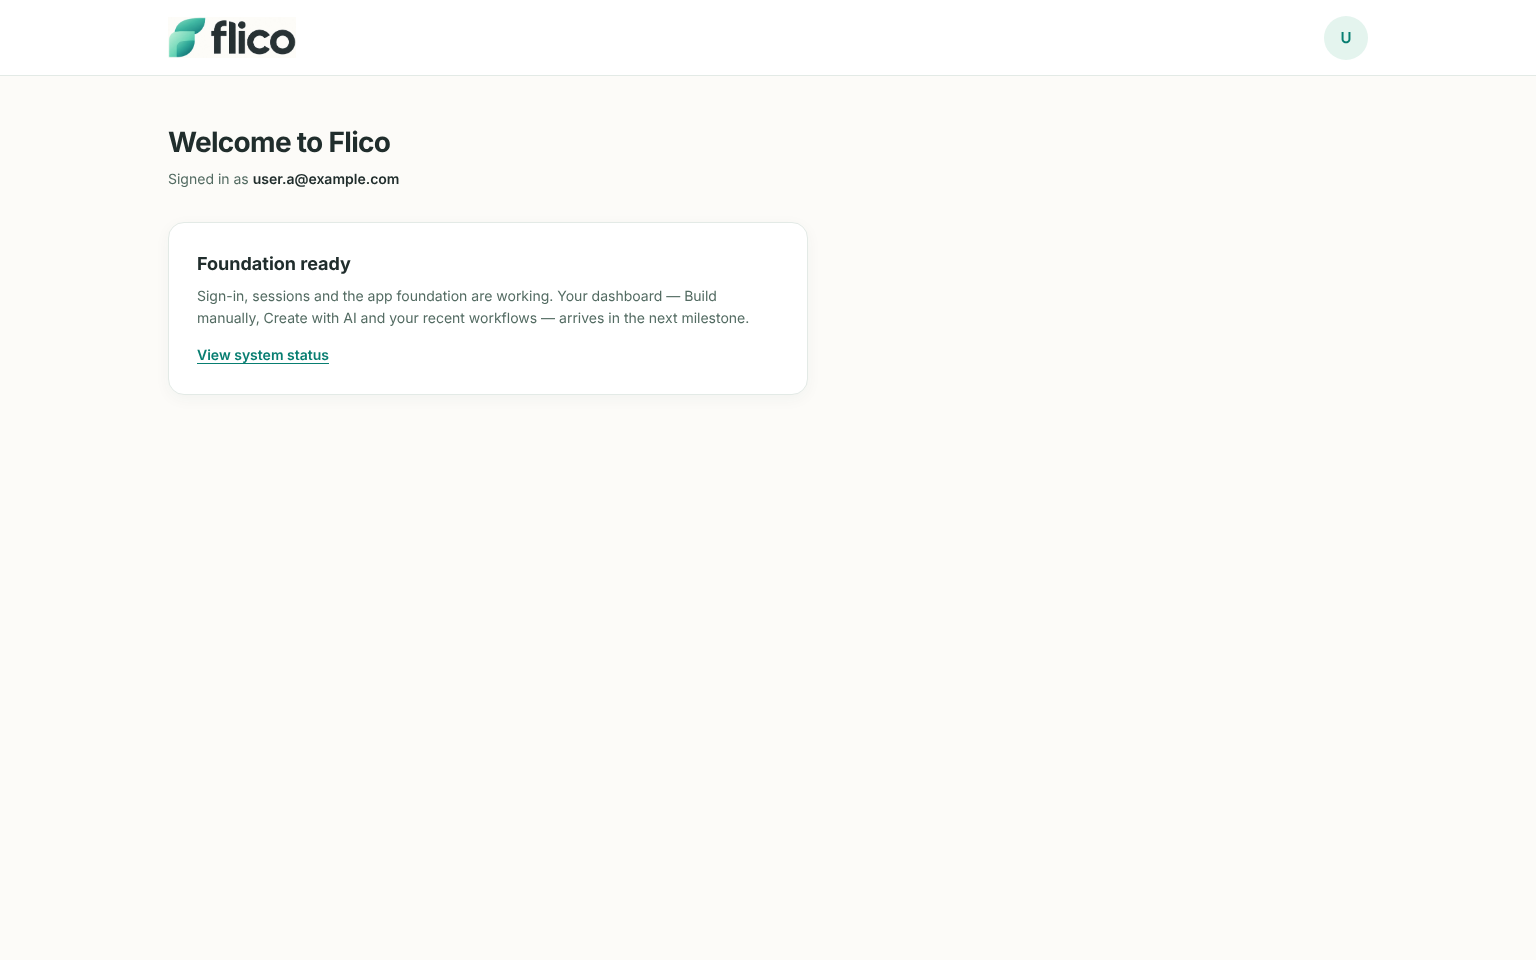 flico
U
Welcome to Flico
Signed in as user.a@example.com
Foundation ready
Sign-in, sessions and the app foundation are working. Your dashboard — Build
manually, Create with AI and your recent workflows — arrives in the next milestone.
View system status